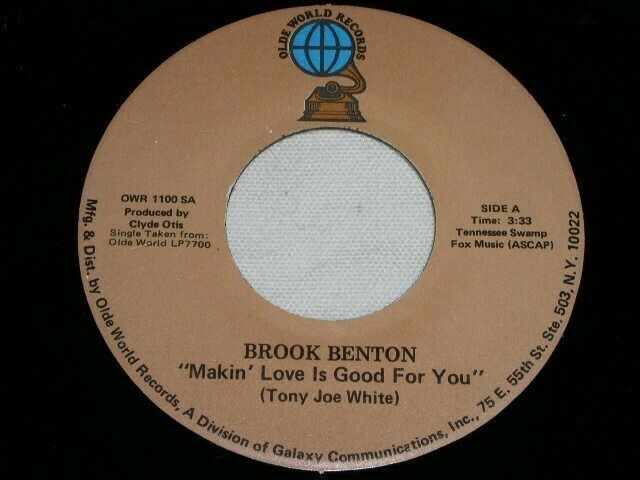 OLDE WORLD RECORDS
OWR 1100 SA
Produced by
Clyde Otis
Single Taken from:
Olde World LP7700
SIDE A
Time: 3:33
Tennessee Swamp
Fox Music (ASCAP)
BROOK BENTON
"Makin' Love Is Good For You"
(Tony Joe White)
Mfg. & Dist. by Olde World Records, A Division of Galaxy Communications, Inc., 75 E. 55th St. Ste. 503, N.Y. 10022